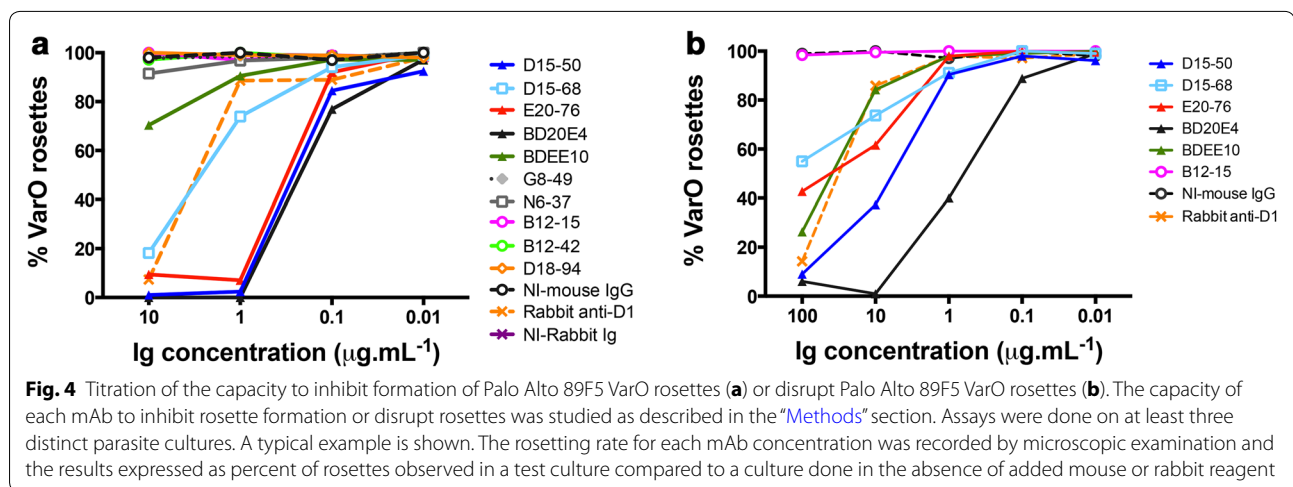 a
% VarO rosettes
100
80
60
40
20
0
10
1
0.1
0.01
Ig concentration (μg.mL⁻¹)
D15-50
D15-68
E20-76
BD20E4
BDEE10
G8-49
N6-37
B12-15
B12-42
D18-94
NI-mouse IgG
Rabbit anti-D1
NI-Rabbit Ig
b
% VarO rosettes
100
80
60
40
20
0
100
10
1
0.1
0.01
Ig concentration (μg.mL⁻¹)
D15-50
D15-68
E20-76
BD20E4
BDEE10
B12-15
NI-mouse IgG
Rabbit anti-D1
Fig. 4 Titration of the capacity to inhibit formation of Palo Alto 89F5 VarO rosettes (a) or disrupt Palo Alto 89F5 VarO rosettes (b). The capacity of
each mAb to inhibit rosette formation or disrupt rosettes was studied as described in the “Methods” section. Assays were done on at least three
distinct parasite cultures. A typical example is shown. The rosetting rate for each mAb concentration was recorded by microscopic examination and
the results expressed as percent of rosettes observed in a test culture compared to a culture done in the absence of added mouse or rabbit reagent